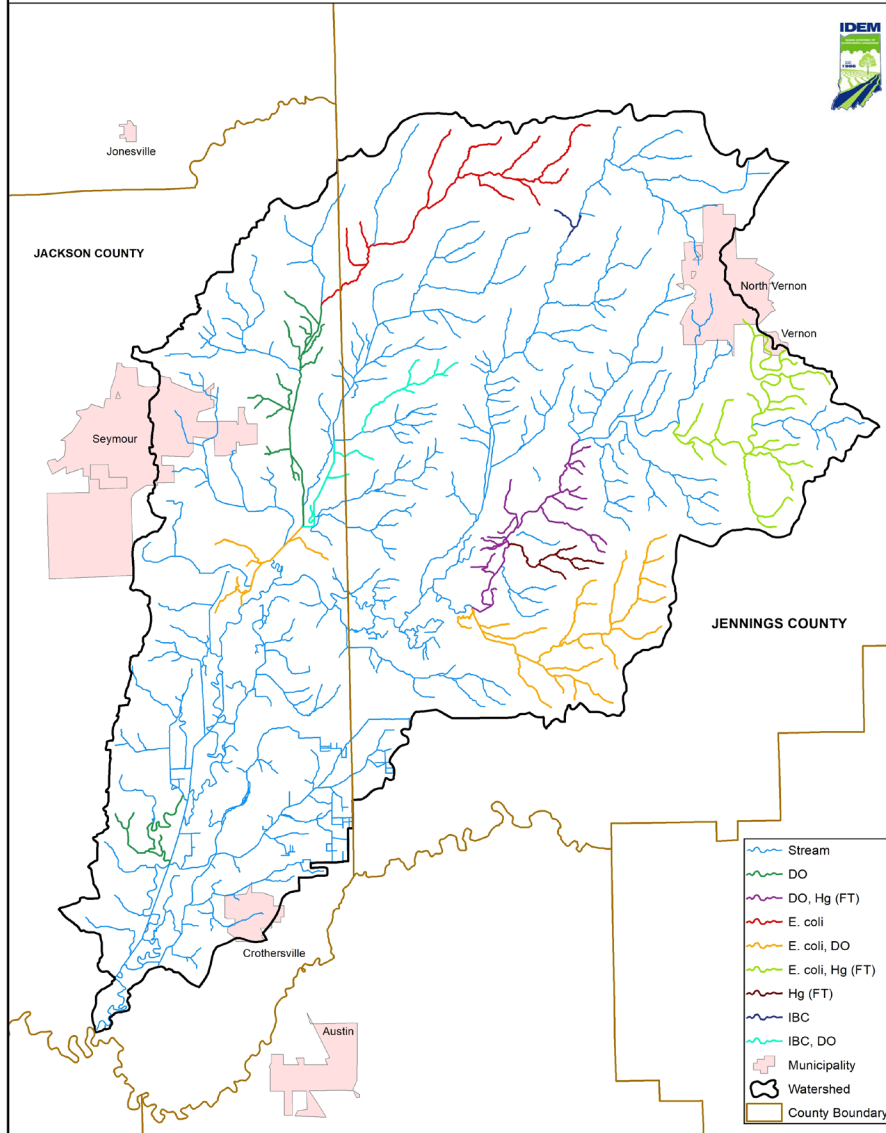 IDEM
1986
Jonesville
JACKSON COUNTY
North Vernon
Vernon
Seymour
JENNINGS COUNTY
Crothersville
Austin
Stream
DO
DO, Hg (FT)
E. coli
E. coli, DO
E. coli, Hg (FT)
Hg (FT)
IBC
IBC, DO
Municipality
Watershed
County Boundary